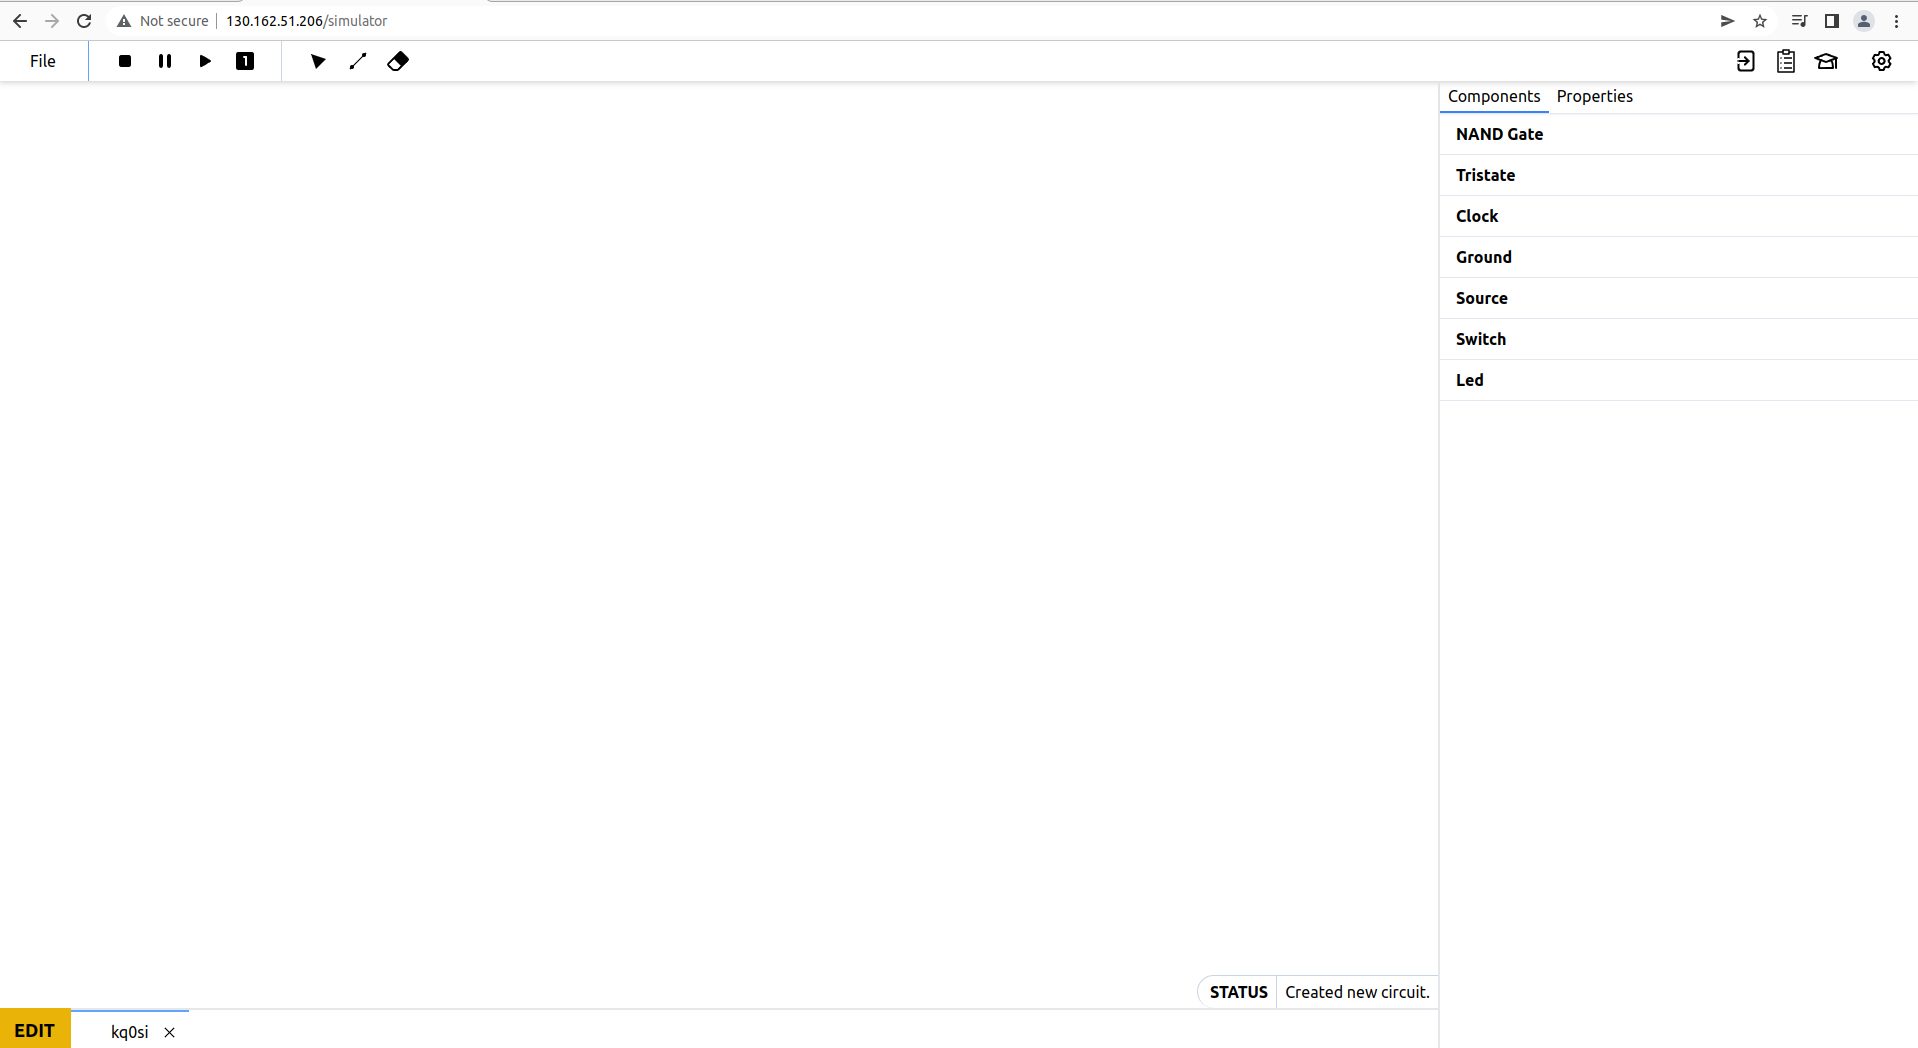 Not secure 130.162.51.206/simulator
File 1
Components Properties
NAND Gate
Tristate
Clock
Ground
Source
Switch
Led
STATUS Created new circuit.
EDIT kq0si